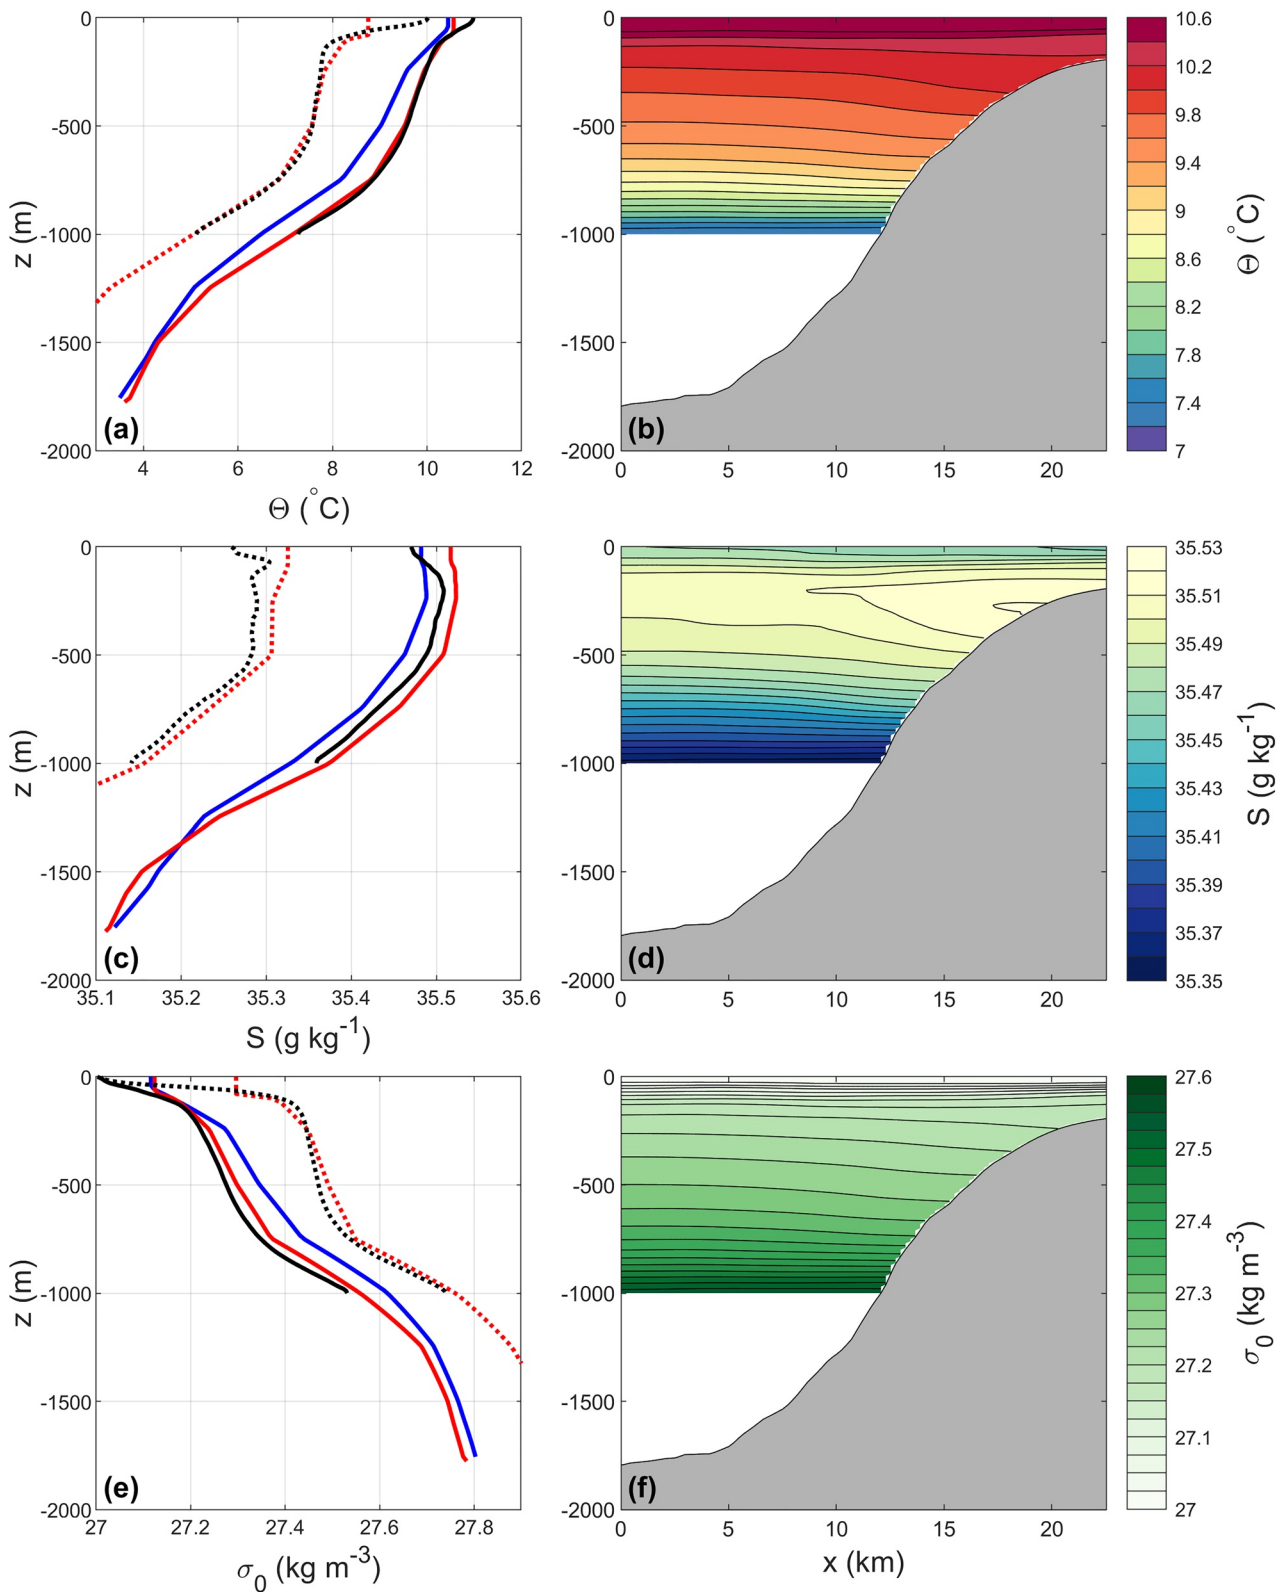 0
-500
-1000
-1500
-2000
z (m)
(a)
4 6 8 10 12
Θ (°C)
0
-500
-1000
-1500
-2000
(b)
0 5 10 15 20
10.6
10.2
9.8
9.4
9
8.6
8.2
7.8
7.4
7
Θ (°C)
0
-500
-1000
-1500
-2000
z (m)
(c)
35.1 35.2 35.3 35.4 35.5 35.6
S (g kg⁻¹)
0
-500
-1000
-1500
-2000
(d)
0 5 10 15 20
35.53
35.51
35.49
35.47
35.45
35.43
35.41
35.39
35.37
35.35
S (g kg⁻¹)
0
-500
-1000
-1500
-2000
z (m)
(e)
27 27.2 27.4 27.6 27.8
σ₀ (kg m⁻³)
0
-500
-1000
-1500
-2000
(f)
0 5 10 15 20
x (km)
27.6
27.5
27.4
27.3
27.2
27.1
27
σ₀ (kg m⁻³)